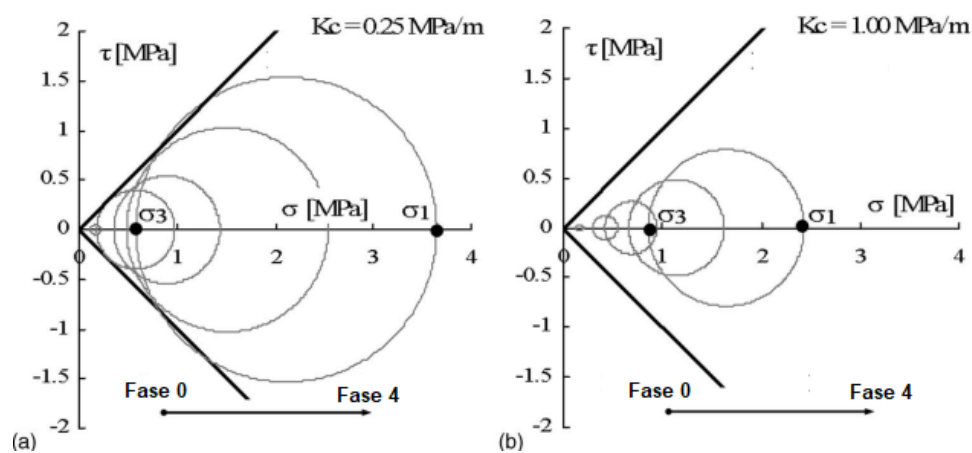 Kc = 0.25 MPa/m
τ [MPa]
2
1.5
1
0.5
0
-0.5
-1
-1.5
-2
σ3
σ [MPa]
σ1
0
1
2
3
4
Fase 0
Fase 4
(a)
Kc = 1.00 MPa/m
τ [MPa]
2
1.5
1
0.5
0
-0.5
-1
-1.5
-2
σ3
σ [MPa]
σ1
0
1
2
3
4
Fase 0
Fase 4
(b)